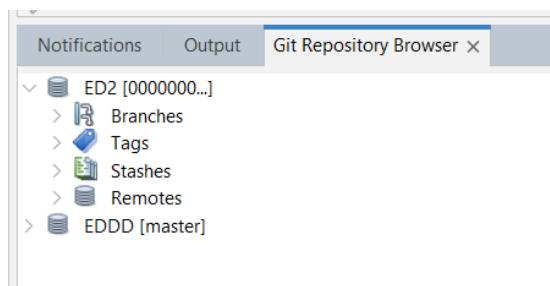 Notifications Output Git Repository Browser
ED2 [0000000...]
Branches
Tags
Stashes
Remotes
EDDD [master]